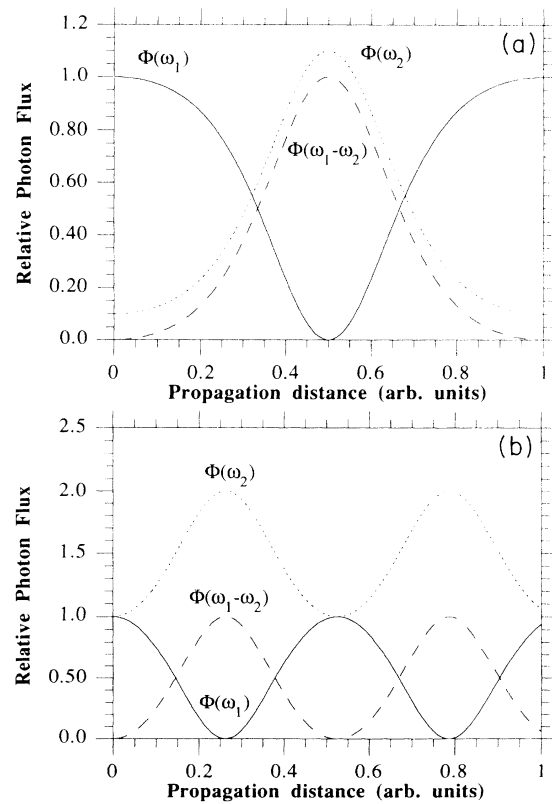 (a)
Relative Photon Flux
1.2
1.0
0.80
0.60
0.40
0.20
0.0
Φ(ω₁)
Φ(ω₂)
Φ(ω₁-ω₂)
0
0.2
0.4
0.6
0.8
1
Propagation distance (arb. units)
(b)
Relative Photon Flux
2.5
2.0
1.5
1.0
0.50
0.0
Φ(ω₂)
Φ(ω₁-ω₂)
Φ(ω₁)
0
0.2
0.4
0.6
0.8
1
Propagation distance (arb. units)